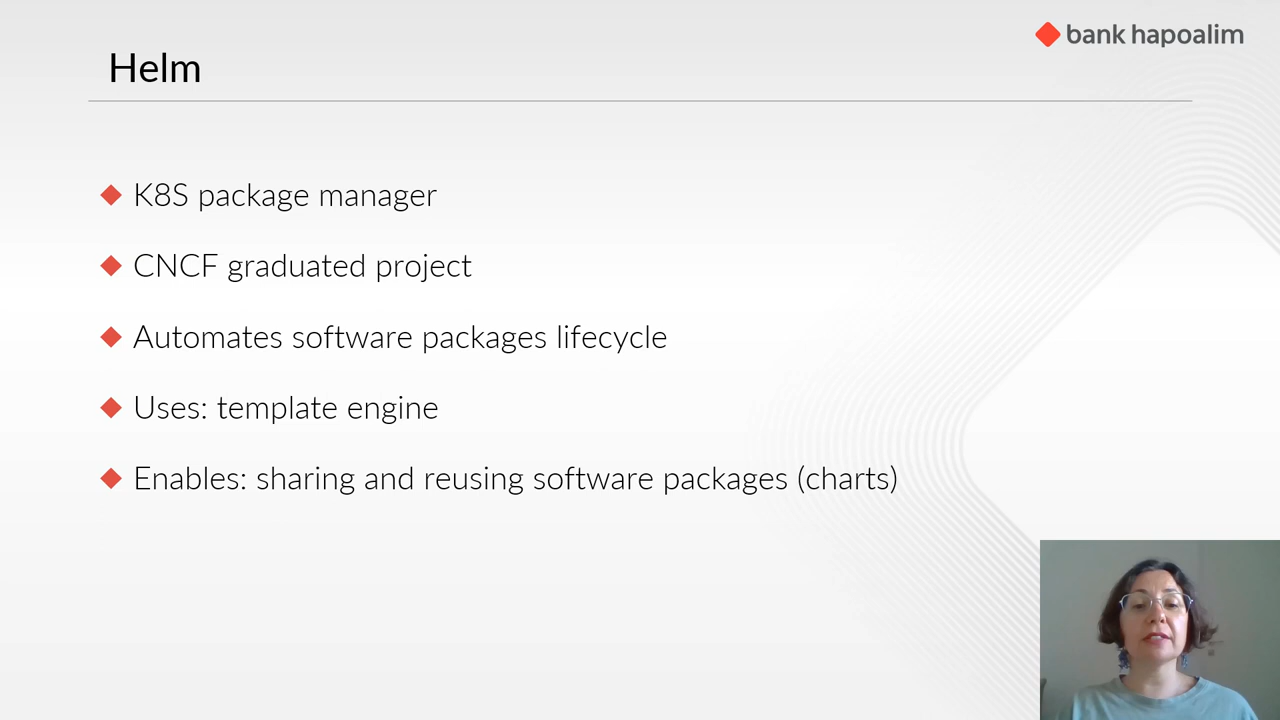 bank hapoalim
Helm
K8S package manager
CNCF graduated project
Automates software packages lifecycle
Uses: template engine
Enables: sharing and reusing software packages (charts)